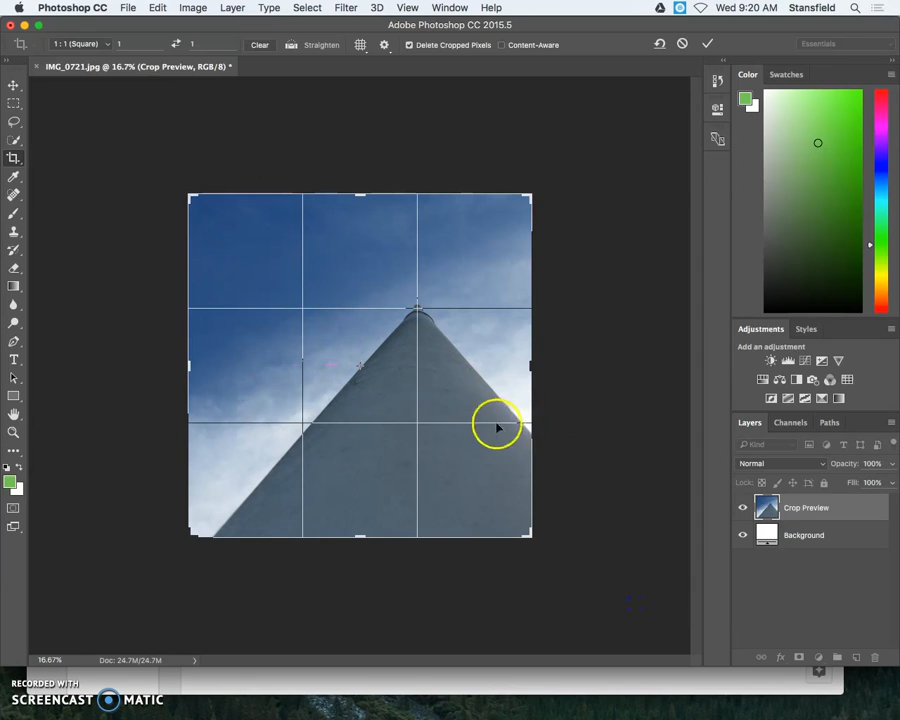 Photoshop CC File Edit Image Layer Type Select Filter 3D View Window Help Wed 9:20 AM Stansfield
Adobe Photoshop CC 2015.5
1 : 1 (Square) 1 1 Clear Straighten Delete Cropped Pixels Content-Aware Essentials
IMG_0721.jpg @ 16.7% (Crop Preview, RGB/8) *
Color Swatches
Adjustments Styles
Add an adjustment
Layers Channels Paths
Kind
Normal Opacity: 100%
Lock: Fill: 100%
Crop Preview
Background
16.67% Doc: 24.7M/24.7M
RECORDED WITH
SCREENCAST MATIC